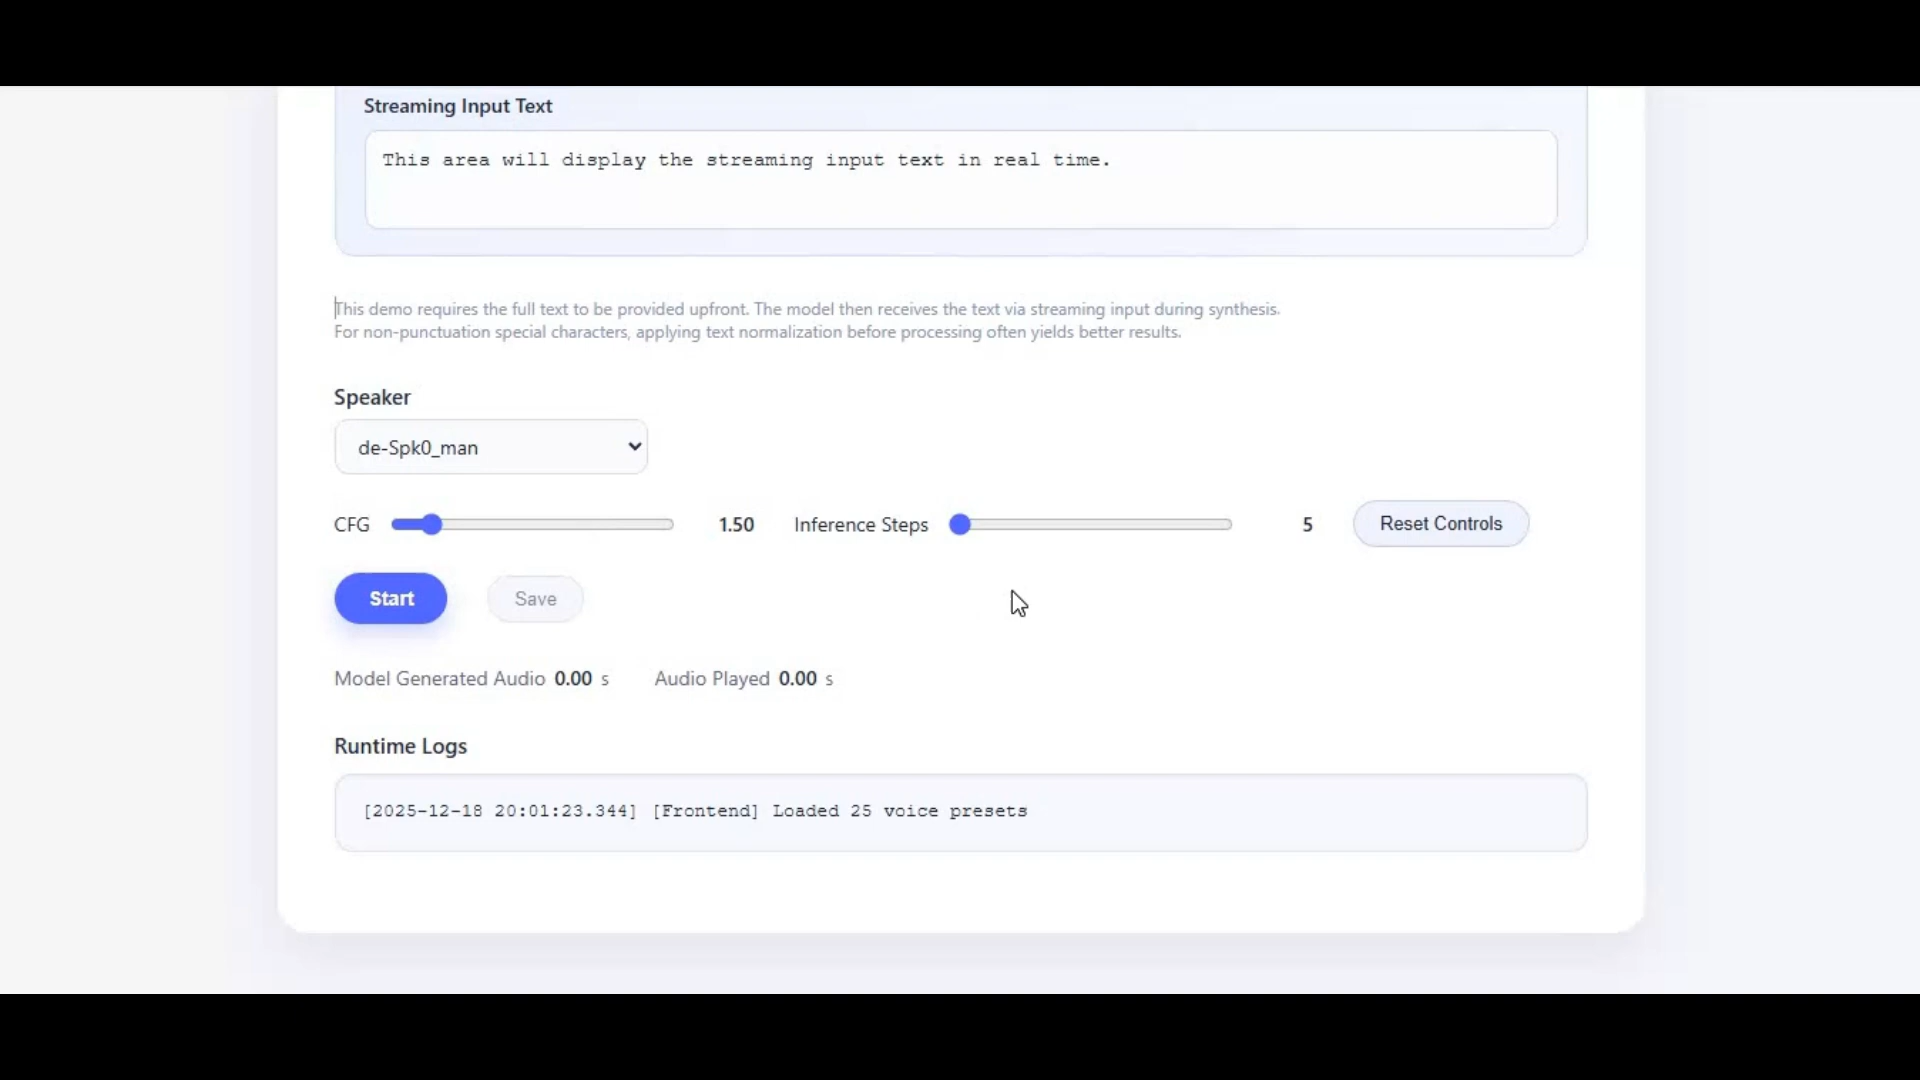 Streaming Input Text
This area will display the streaming input text in real time.
This demo requires the full text to be provided upfront. The model then receives the text via streaming input during synthesis.
For non-punctuation special characters, applying text normalization before processing often yields better results.
Speaker
de-Spk0_man
CFG 1.50 Inference Steps 5 Reset Controls
Start Save
Model Generated Audio 0.00 s Audio Played 0.00 s
Runtime Logs
[2025-12-18 20:01:23.344] [Frontend] Loaded 25 voice presets